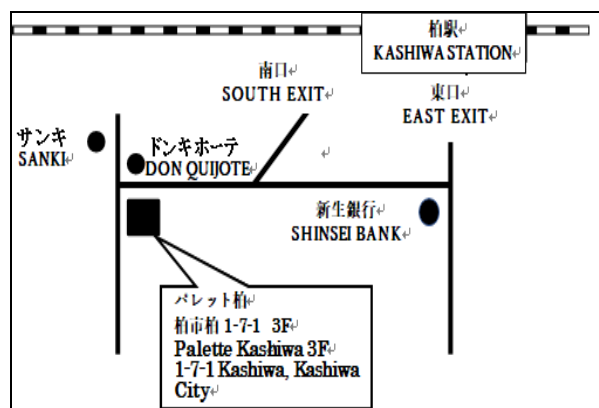 柏駅
KASHIWA STATION
南口
SOUTH EXIT
東口
EAST EXIT
サンキ
SANKI
ドンキホーテ
DON QUIJOTE
新生銀行
SHINSEI BANK
パレット柏
柏市柏 1-7-1 3F
Palette Kashiwa 3F
1-7-1 Kashiwa, Kashiwa
City